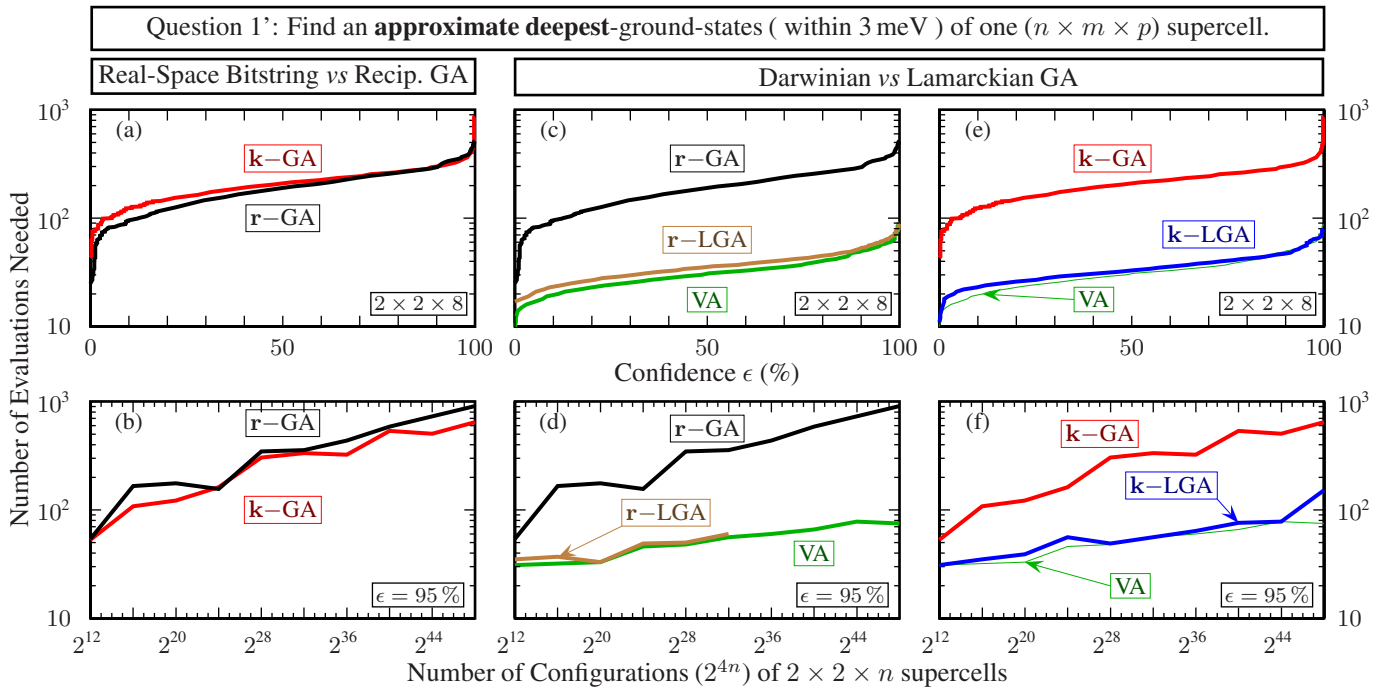 Question 1’: Find an approximate deepest-ground-states ( within 3 meV ) of one (n × m × p) supercell.
Real-Space Bitstring vs Recip. GA
Darwinian vs Lamarckian GA
Number of Evaluations Needed
10³
10²
10
(a)
k−GA
r−GA
2 × 2 × 8
0
100
(c)
r−GA
r−LGA
VA
2 × 2 × 8
0
50
100
(e)
k−GA
k−LGA
VA
2 × 2 × 8
0
50
100
10³
10²
10
Confidence ϵ (%)
10³
10²
10
(b)
r−GA
k−GA
ϵ = 95 %
2¹² 2²⁰ 2²⁸ 2³⁶ 2⁴⁴
(d)
r−GA
r−LGA
VA
ϵ = 95 %
2¹² 2²⁰ 2²⁸ 2³⁶ 2⁴⁴
(f)
k−GA
k−LGA
VA
ϵ = 95 %
2¹² 2²⁰ 2²⁸ 2³⁶ 2⁴⁴
10³
10²
10
Number of Configurations (2⁴ⁿ) of 2 × 2 × n supercells